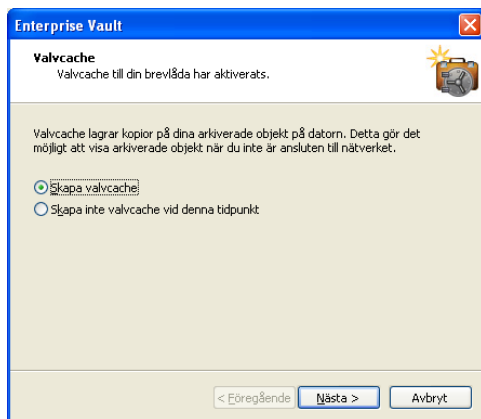 Enterprise Vault
Valvcache
Valvcache till din brevlåda har aktiverats.
Valvcache lagrar kopior på dina arkiverade objekt på datorn. Detta gör det
möjligt att visa arkiverade objekt när du inte är ansluten till nätverket.
Skapa valvcache
Skapa inte valvcache vid denna tidpunkt
< Föregående
Nästa >
Avbryt